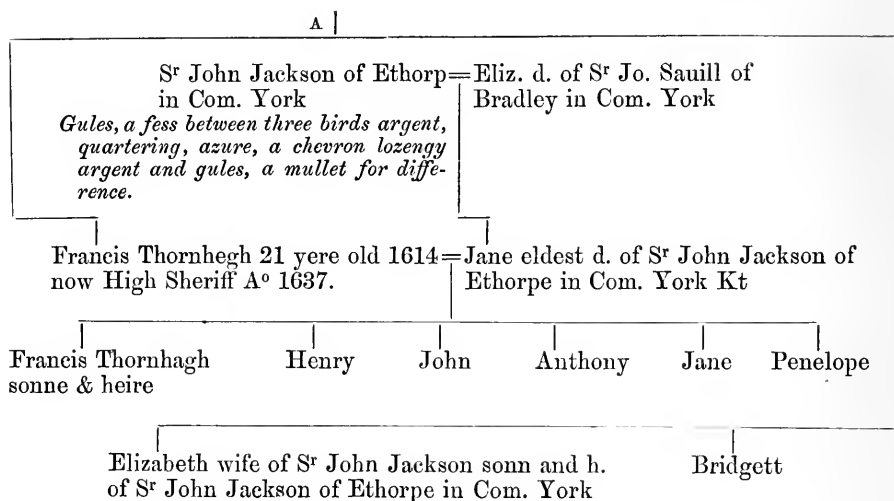 A
Sʳ John Jackson of Ethorp=Eliz. d. of Sʳ Jo. Sauill of
in Com. York Bradley in Com. York
Gules, a fess between three birds argent,
quartering, azure, a chevron lozengy
argent and gules, a mullet for diffe-
rence.
Francis Thornhegh 21 yere old 1614=Jane eldest d. of Sʳ John Jackson of
now High Sheriff Aᵒ 1637. Ethorpe in Com. York Kt
Francis Thornhagh Henry John Anthony Jane Penelope
sonne & heire
Elizabeth wife of Sʳ John Jackson sonn and h. Bridgett
of Sʳ John Jackson of Ethorpe in Com. York